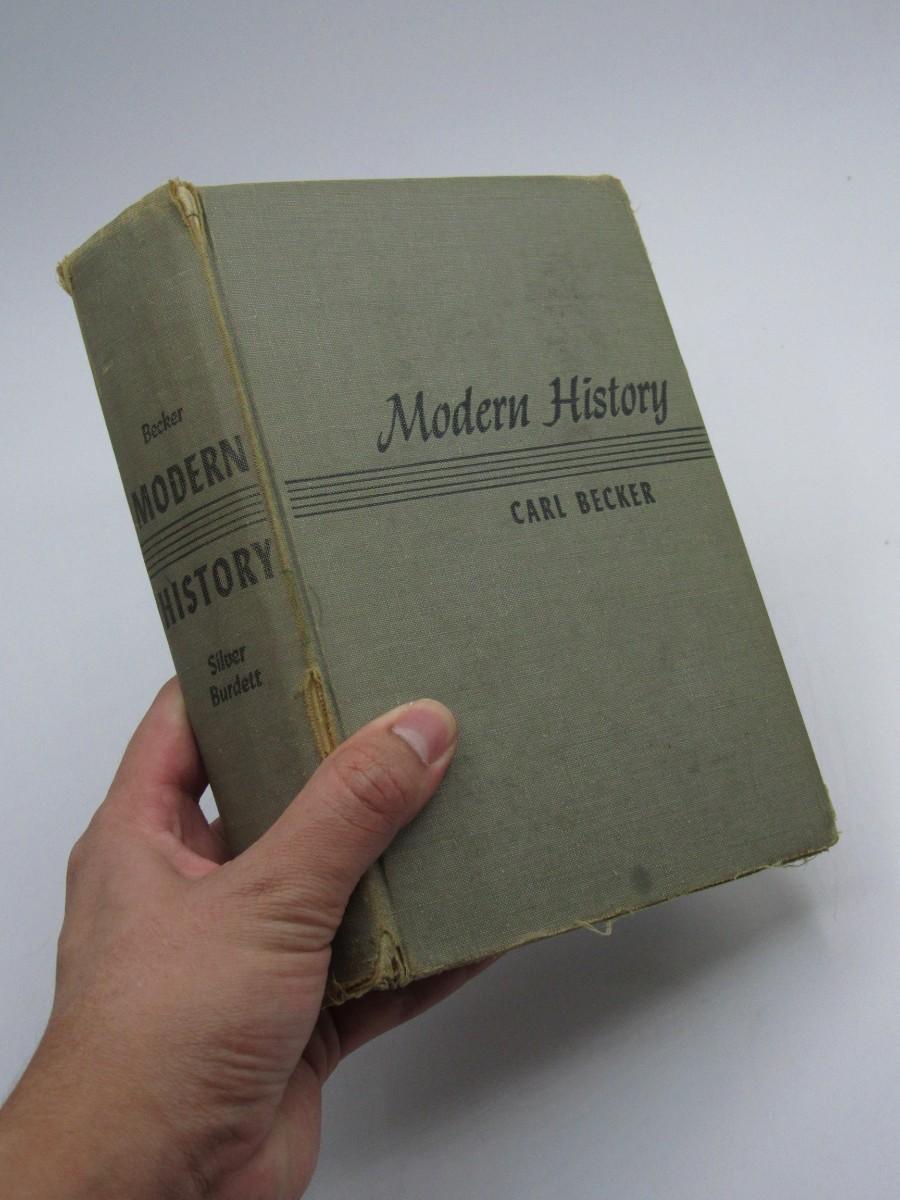 Becker
MODERN
HISTORY
Silver
Burdett
Modern History
CARL BECKER